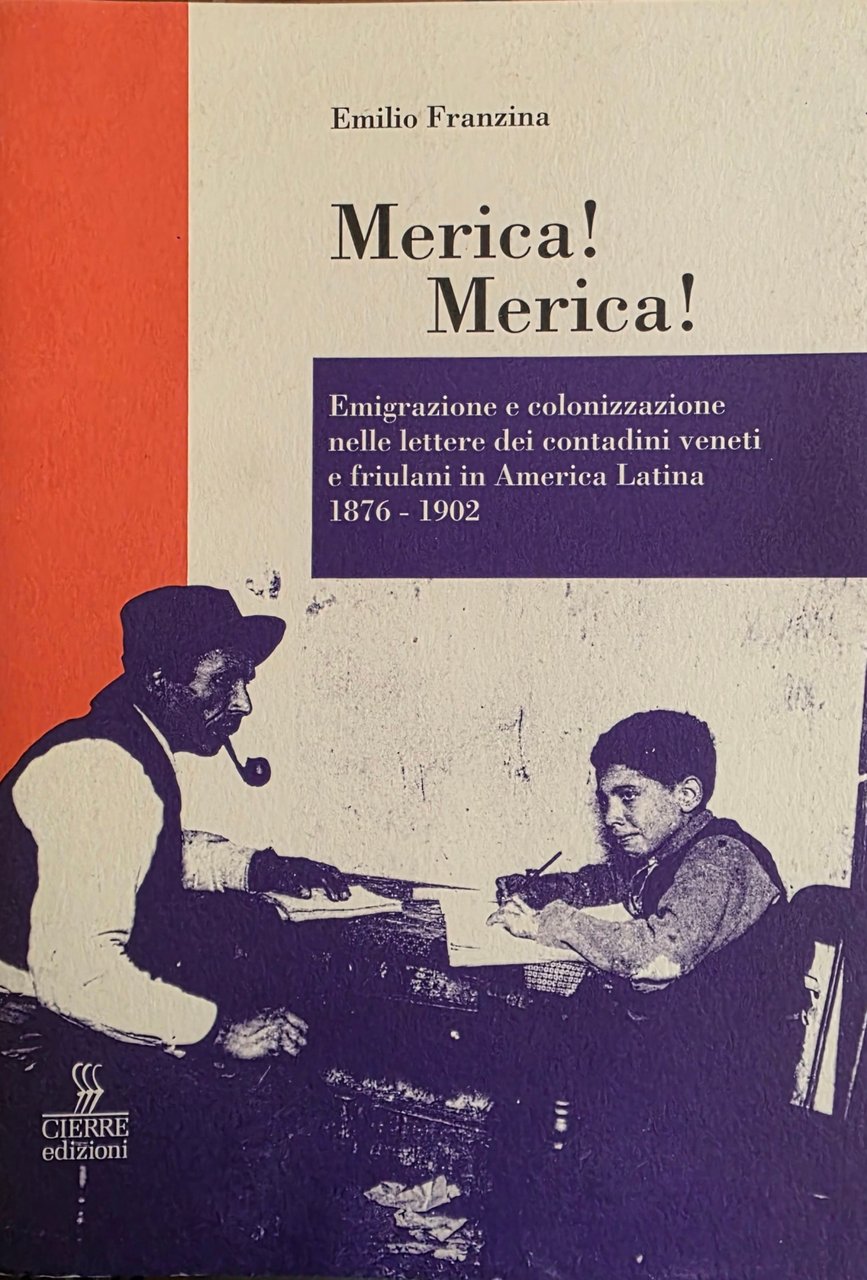 Emilio Franzina
Merica!
Merica!
Emigrazione e colonizzazione
nelle lettere dei contadini veneti
e friulani in America Latina
1876 - 1902
CIERRE
edizioni